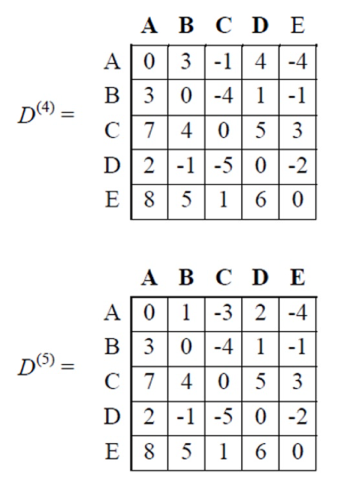 A B C D E
A 0 3 -1 4 -4
B 3 0 -4 1 -1
D(4) =
C 7 4 0 5 3
D 2 -1 -5 0 -2
E 8 5 1 6 0
A B C D E
A 0 1 -3 2 -4
B 3 0 -4 1 -1
D(5) =
C 7 4 0 5 3
D 2 -1 -5 0 -2
E 8 5 1 6 0